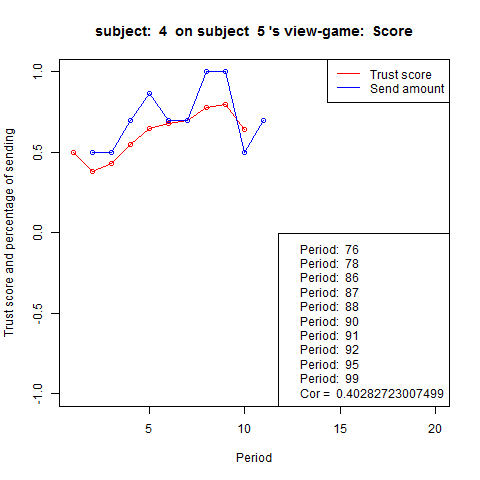 subject:  4  on subject  5 's view-game:  Score
Trust score
Send amount
Trust score and percentage of sending
1.0
0.5
0.0
-0.5
-1.0
Period: 76
Period: 78
Period: 86
Period: 87
Period: 88
Period: 90
Period: 91
Period: 92
Period: 95
Period: 99
Cor = 0.40282723007499
5 10 15 20
Period